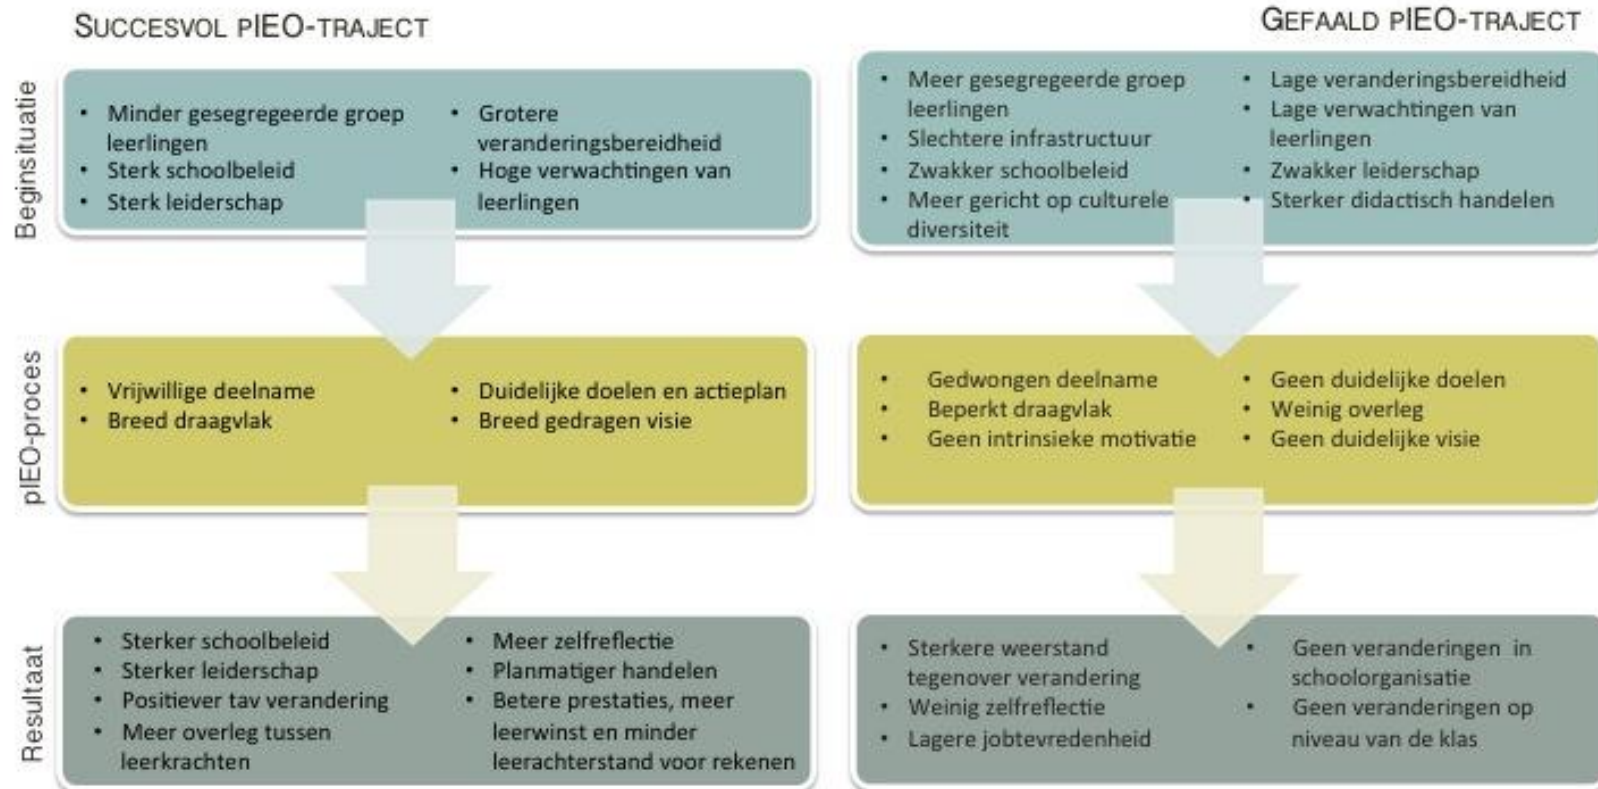 SUCCESVOL PIEO-TRAJECT
GEFAALD PIEO-TRAJECT
Beginsituatie
• Minder gesegregeerde groep
leerlingen
• Sterk schoolbeleid
• Sterk leiderschap
• Grotere
veranderingsbereidheid
• Hoge verwachtingen van
leerlingen
• Meer gesegregeerde groep
leerlingen
• Slechtere infrastructuur
• Zwakker schoolbeleid
• Meer gericht op culturele
diversiteit
• Lage veranderingsbereidheid
• Lage verwachtingen van
leerlingen
• Zwakker leiderschap
• Sterker didactisch handelen
pIEO-proces
• Vrijwillige deelname
• Breed draagvlak
• Duidelijke doelen en actieplan
• Breed gedragen visie
• Gedwongen deelname
• Beperkt draagvlak
• Geen intrinsieke motivatie
• Geen duidelijke doelen
• Weinig overleg
• Geen duidelijke visie
Resultaat
• Sterker schoolbeleid
• Sterker leiderschap
• Positiever tav verandering
• Meer overleg tussen
leerkrachten
• Meer zelfreflectie
• Planmatiger handelen
• Betere prestaties, meer
leerwinst en minder
leerachterstand voor rekenen
• Sterkere weerstand
tegenover verandering
• Weinig zelfreflectie
• Lagere jobtevredenheid
• Geen veranderingen in
schoolorganisatie
• Geen veranderingen op
niveau van de klas